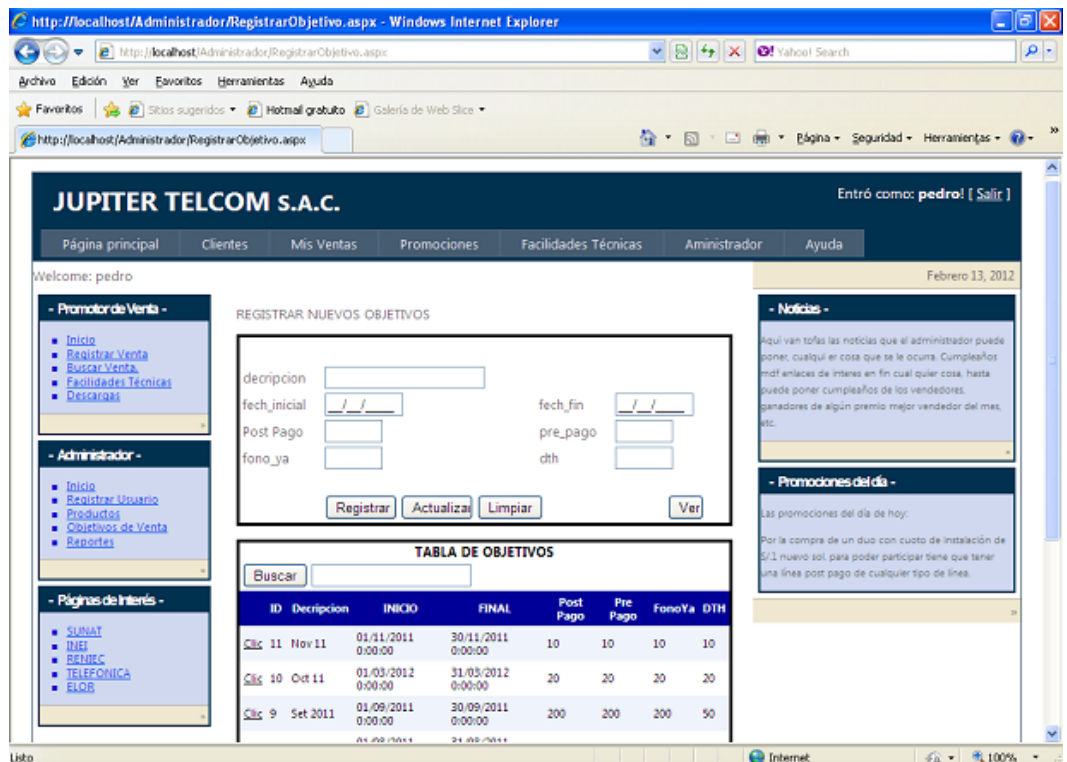 http://localhost/Administrador/RegistrarObjetivo.aspx - Windows Internet Explorer
http://localhost/Administrador/RegistrarObjetivo.aspx
Yahoo! Search
Archivo Edición Ver Favoritos Herramientas Ayuda
Favoritos Sitios sugeridos Hotmail gratuito Galería de Web Slice
http://localhost/Administrador/RegistrarObjetivo.aspx
Página Seguridad Herramientas
JUPITER TELCOM S.A.C.
Entró como: pedro! [ Salir ]
Página principal Clientes Mis Ventas Promociones Facilidades Técnicas Aministrador Ayuda
Welcome: pedro
Febrero 13, 2012
- Promotor de Venta -
Inicio
Registrar Venta
Buscar Venta.
Facilidades Técnicas
Descargas
»
- Administrador -
Inicio
Registrar Usuario
Productos
Objetivos de Venta
Reportes
»
- Páginas de Interés -
SUNAT
INEI
RENIEC
TELEFONICA
ELOR
»
REGISTRAR NUEVOS OBJETIVOS
decripcion
fech_inicial __/__/____ fech_fin __/__/____
Post Pago pre_pago
fono_ya dth
Registrar Actualizar Limpiar Ver
TABLA DE OBJETIVOS
Buscar
ID Decripcion INICIO FINAL Post Pago Pre Pago FonoYa DTH
Clic 11 Nov 11 01/11/2011 0:00:00 30/11/2011 0:00:00 10 10 10 10
Clic 10 Oct 11 01/03/2012 0:00:00 31/03/2012 0:00:00 20 20 20 20
Clic 9 Set 2011 01/09/2011 0:00:00 30/09/2011 0:00:00 200 200 200 50
01/08/2011 31/08/2011
- Noticias -
Aqui van tofas las noticias que el administrador puede
poner, cualqui er cosa que se le ocurra. Cumpleaños
mdf enlaces de interes en fin cual quier cosa, hasta
puede poner cumpleaños de los vendedores,
ganadores de algún premio mejor vendedor del mes,
etc.
»
- Promociones del día -
Las promociones del día de hoy:
Por la compra de un duo con cuoto de instalación de
S/.1 nuevo sol, para poder participar tiene que tener
una línea post pago de cualquier tipo de línea.
»
Listo
Internet
100%